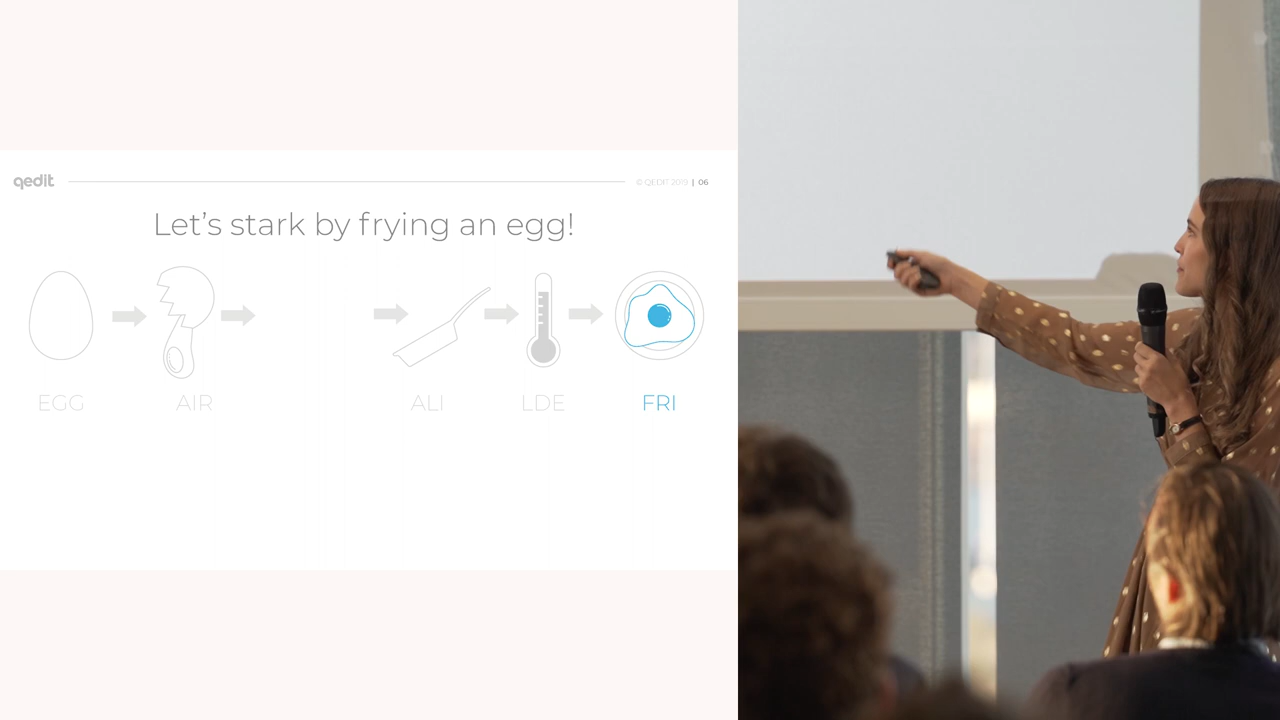 qedit
© QEDIT 2019 | 06
Let’s stark by frying an egg!
EGG
AIR
ALI
LDE
FRI